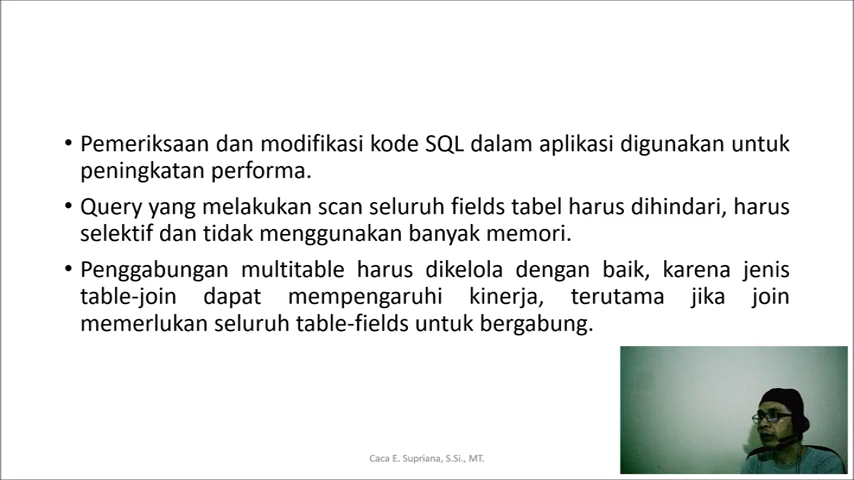 • Pemeriksaan dan modifikasi kode SQL dalam aplikasi digunakan untuk
peningkatan performa.
• Query yang melakukan scan seluruh fields tabel harus dihindari, harus
selektif dan tidak menggunakan banyak memori.
• Penggabungan multitable harus dikelola dengan baik, karena jenis
table-join dapat mempengaruhi kinerja, terutama jika join
memerlukan seluruh table-fields untuk bergabung.
Caca E. Supriana, S.Si., MT.